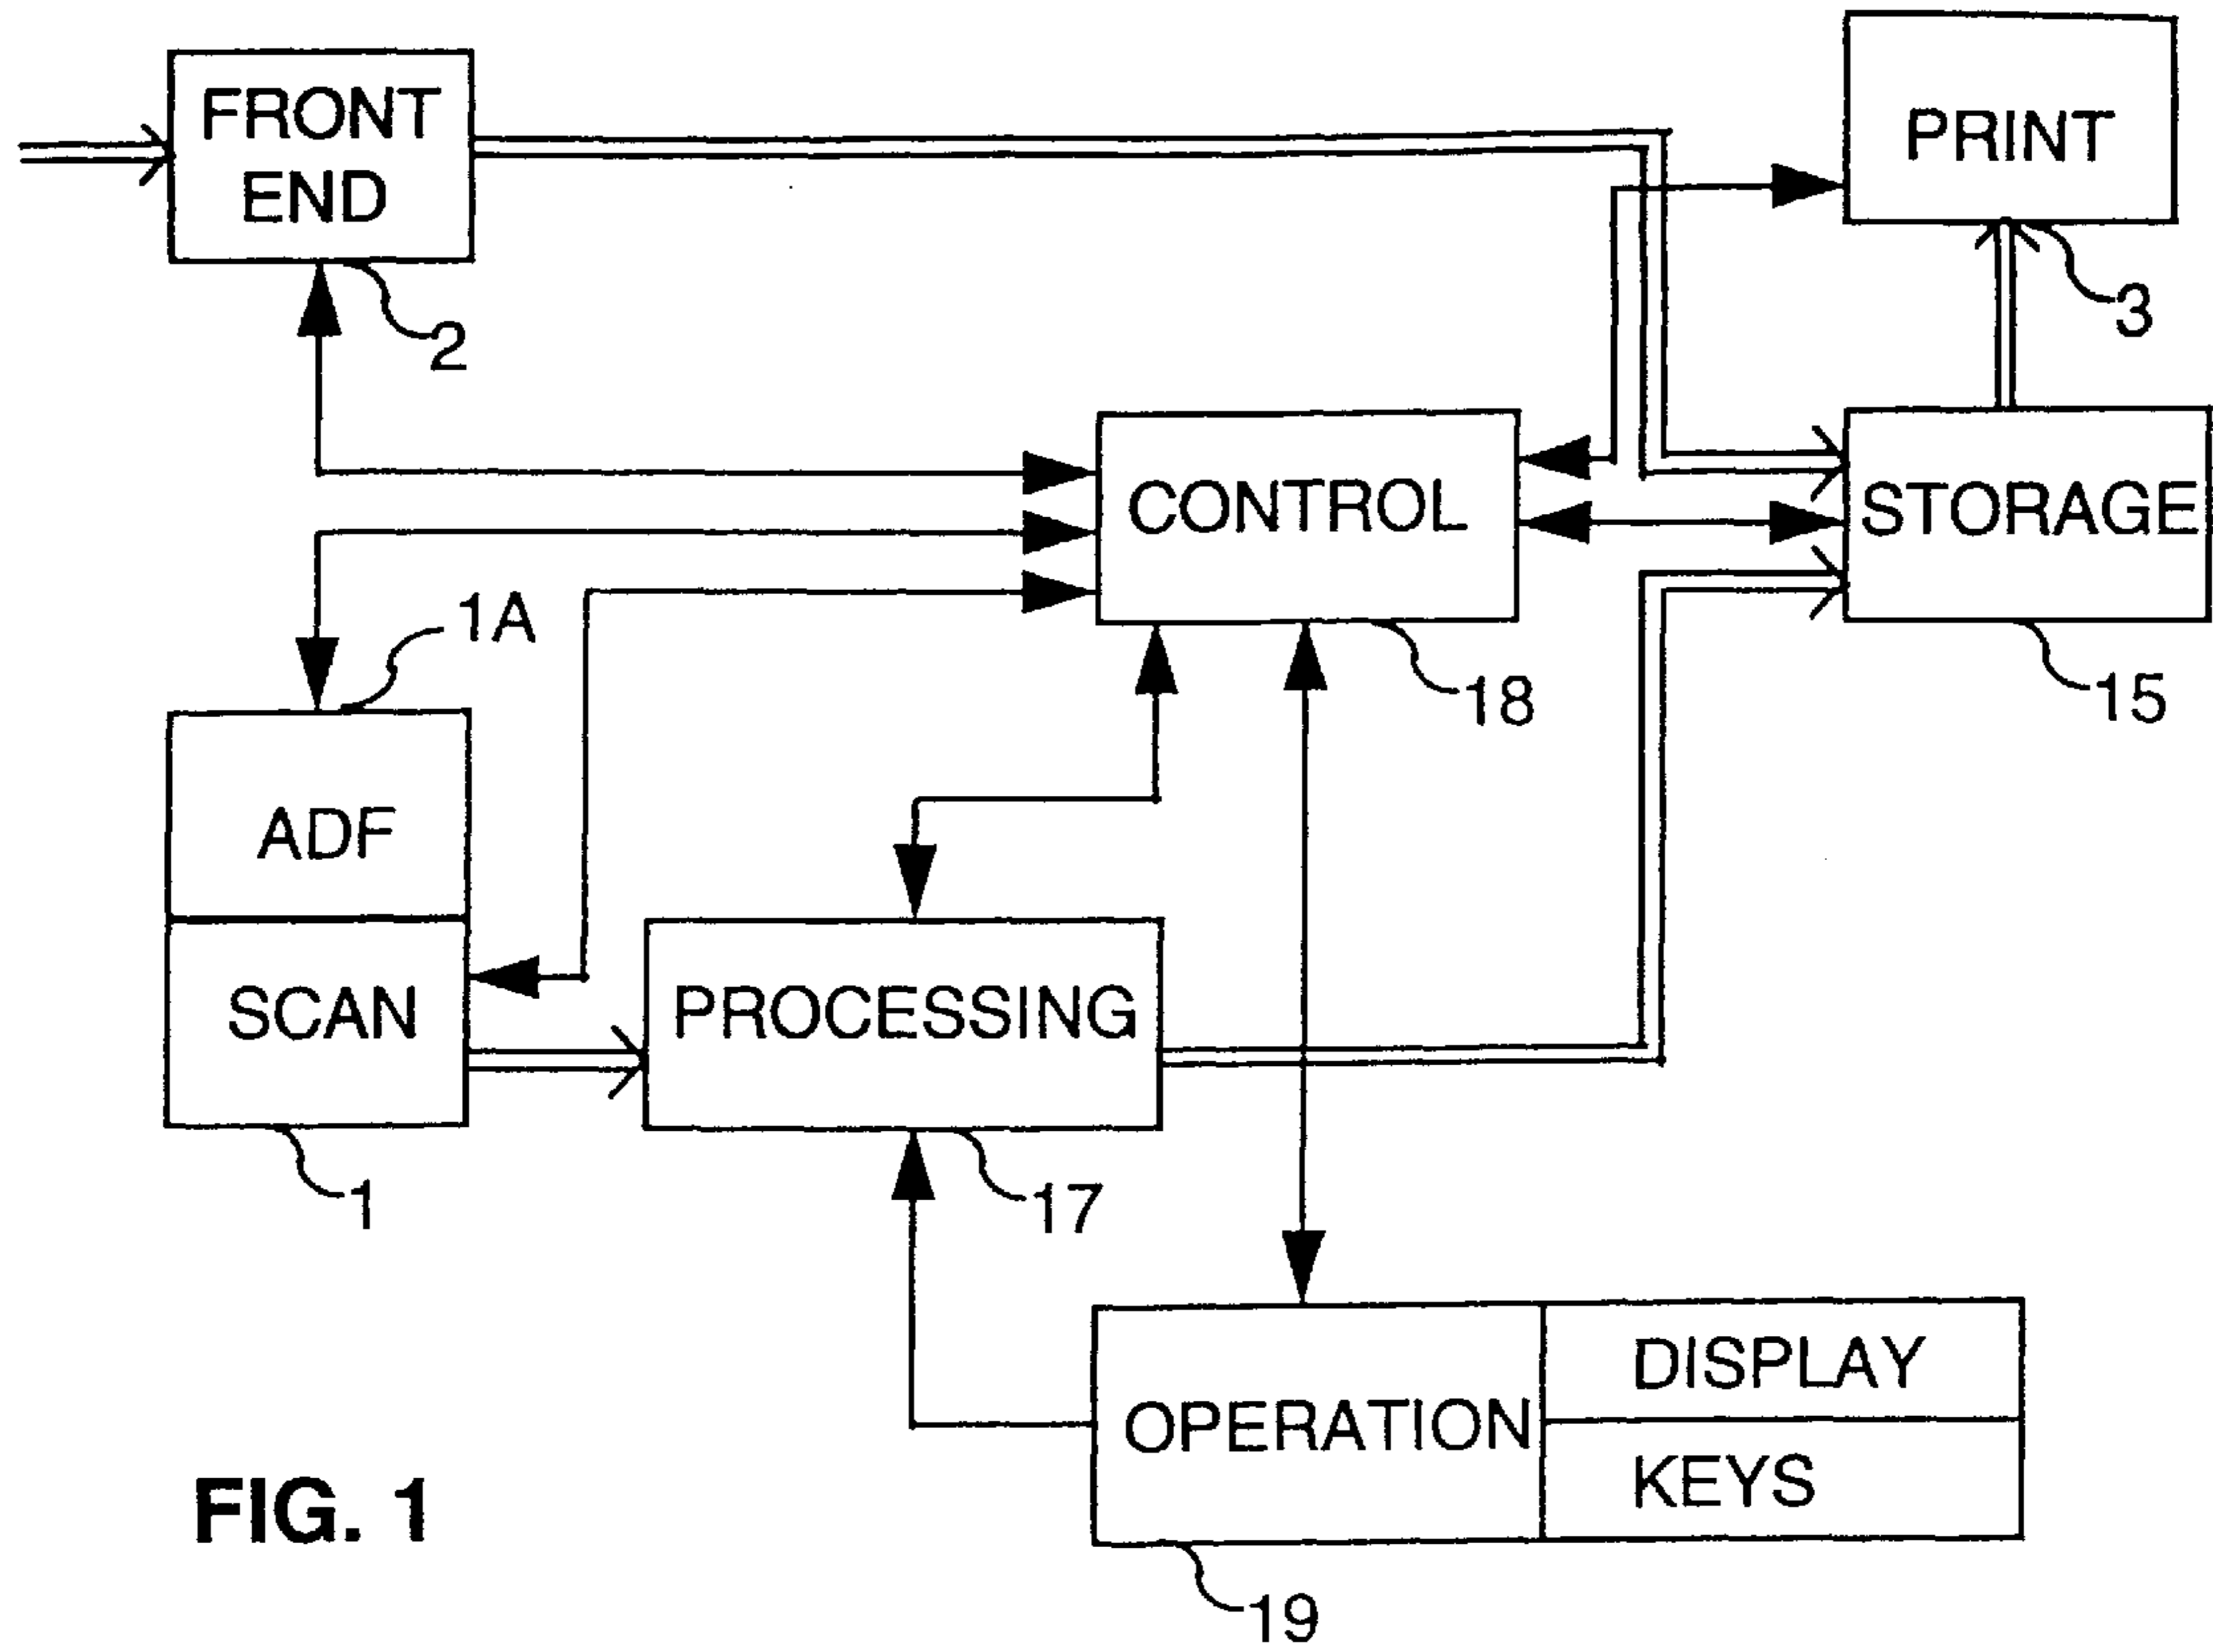 FRONT
END
2
PRINT
3
CONTROL
18
STORAGE
15
1A
ADF
SCAN
1
PROCESSING
17
OPERATION
DISPLAY
KEYS
19
FIG. 1